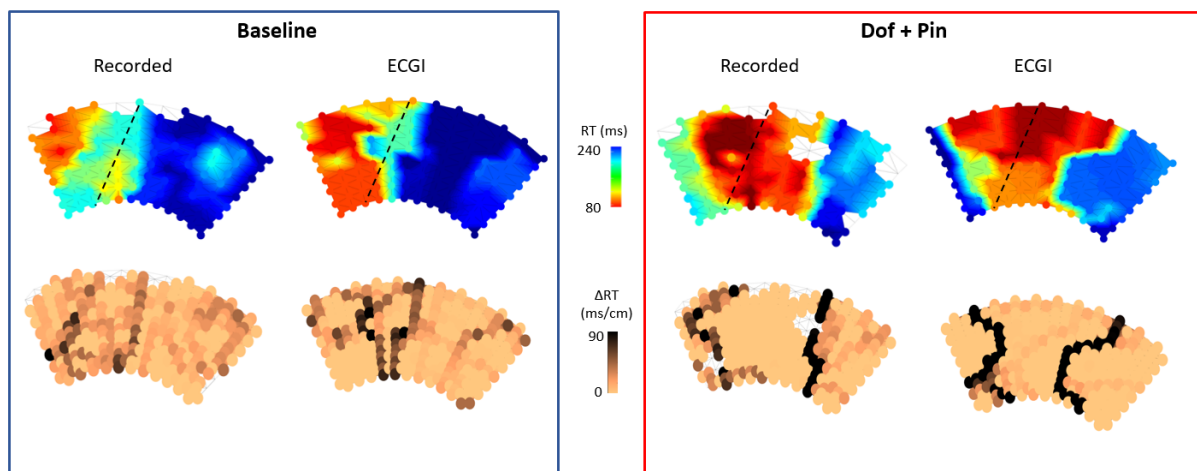 Baseline
Recorded
ECGI
RT (ms)
240
80
ΔRT
(ms/cm)
90
0
Dof + Pin
Recorded
ECGI